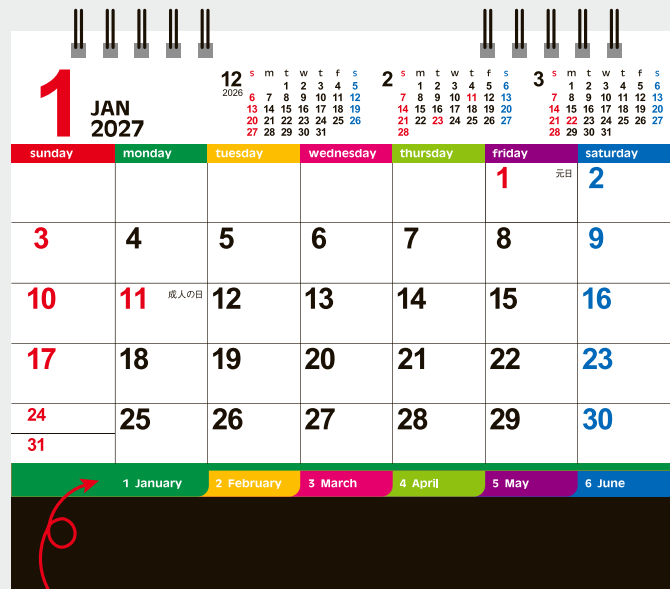 1
JAN
2027
12
2026
s m t w t f s
1 2 3 4 5
6 7 8 9 10 11 12
13 14 15 16 17 18 19
20 21 22 23 24 25 26
27 28 29 30 31
2
s m t w t f s
1 2 3 4 5 6
7 8 9 10 11 12 13
14 15 16 17 18 19 20
21 22 23 24 25 26 27
28
3
s m t w t f s
1 2 3 4 5 6
7 8 9 10 11 12 13
14 15 16 17 18 19 20
21 22 23 24 25 26 27
28 29 30 31
sunday monday tuesday wednesday thursday friday saturday
1 元日 2
3 4 5 6 7 8 9
10 11 成人の日 12 13 14 15 16
17 18 19 20 21 22 23
24 25 26 27 28 29 30
31
1 January 2 February 3 March 4 April 5 May 6 June